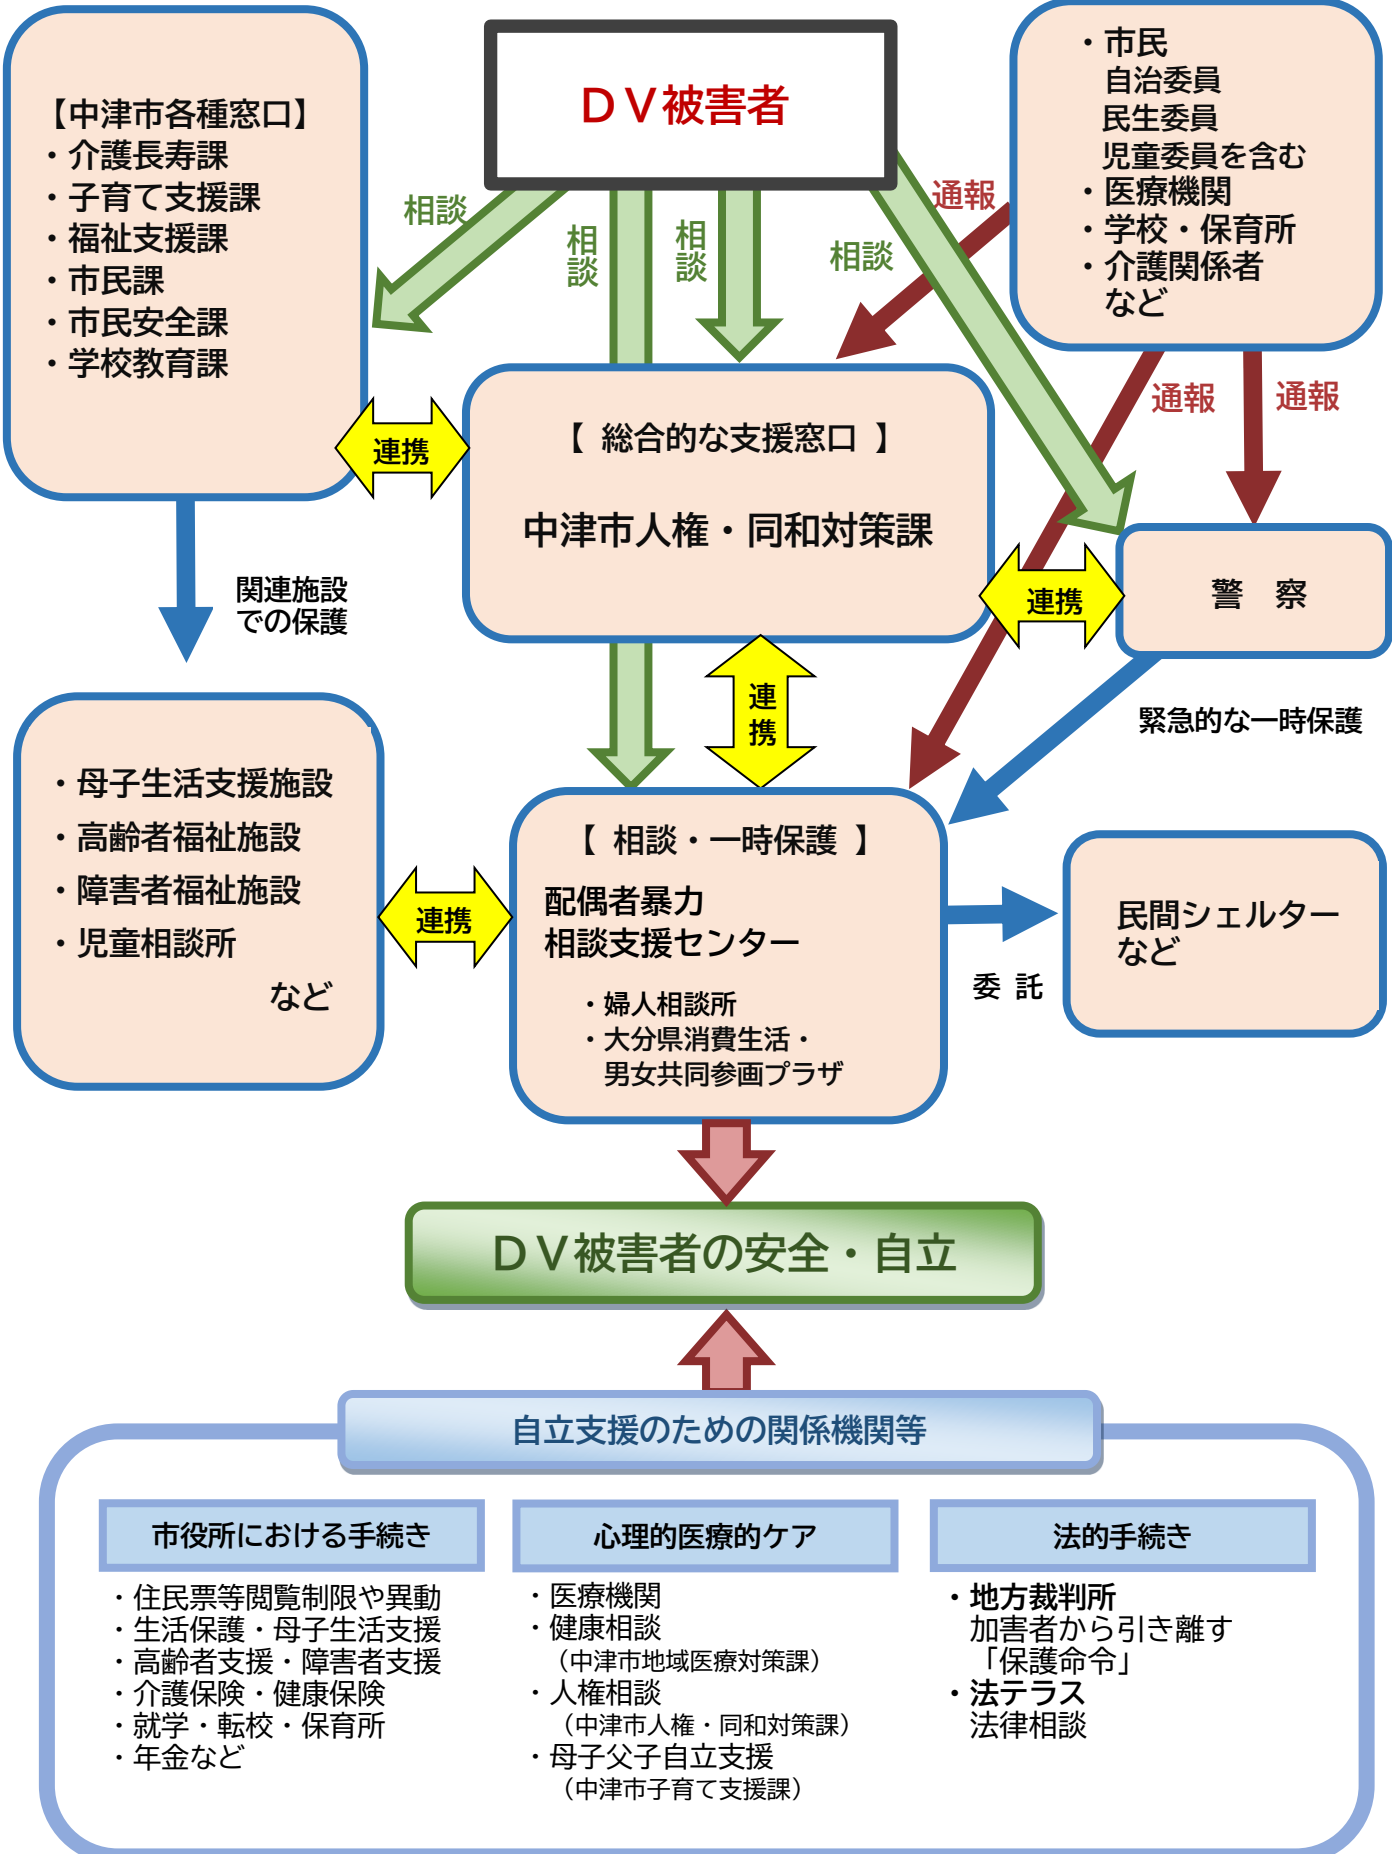 ＤＶ被害者
【中津市各種窓口】
・介護長寿課
・子育て支援課
・福祉支援課
・市民課
・市民安全課
・学校教育課
・市民
自治委員
民生委員
児童委員を含む
・医療機関
・学校・保育所
・介護関係者
など
相談
相談
相談
相談
通報
通報
通報
【 総合的な支援窓口 】
中津市人権・同和対策課
連携
連携
警　察
関連施設
での保護
連携
緊急的な一時保護
・母子生活支援施設
・高齢者福祉施設
・障害者福祉施設
・児童相談所
など
連携
【 相談・一時保護 】
配偶者暴力
相談支援センター
・婦人相談所
・大分県消費生活・
男女共同参画プラザ
委 託
民間シェルター
など
ＤＶ被害者の安全・自立
自立支援のための関係機関等
市役所における手続き
・住民票等閲覧制限や異動
・生活保護・母子生活支援
・高齢者支援・障害者支援
・介護保険・健康保険
・就学・転校・保育所
・年金など
心理的医療的ケア
・医療機関
・健康相談
（中津市地域医療対策課）
・人権相談
（中津市人権・同和対策課）
・母子父子自立支援
（中津市子育て支援課）
法的手続き
・地方裁判所
加害者から引き離す
「保護命令」
・法テラス
法律相談